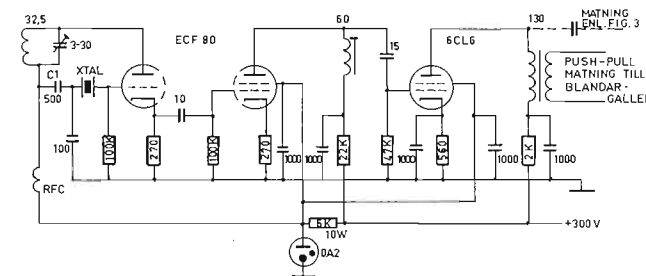 32,5
3-30
ECF 80
60
130
MATNING
ENL. FIG. 3
C1
500
XTAL
10
15
6CL6
PUSH-PULL
MATNING TILL
BLANDAR-
GALLER
100
100K
270
100K
270
1000
1000
22K
47K
1000
560
1000
2K
1000
RFC
5K
10W
+300V
0A2